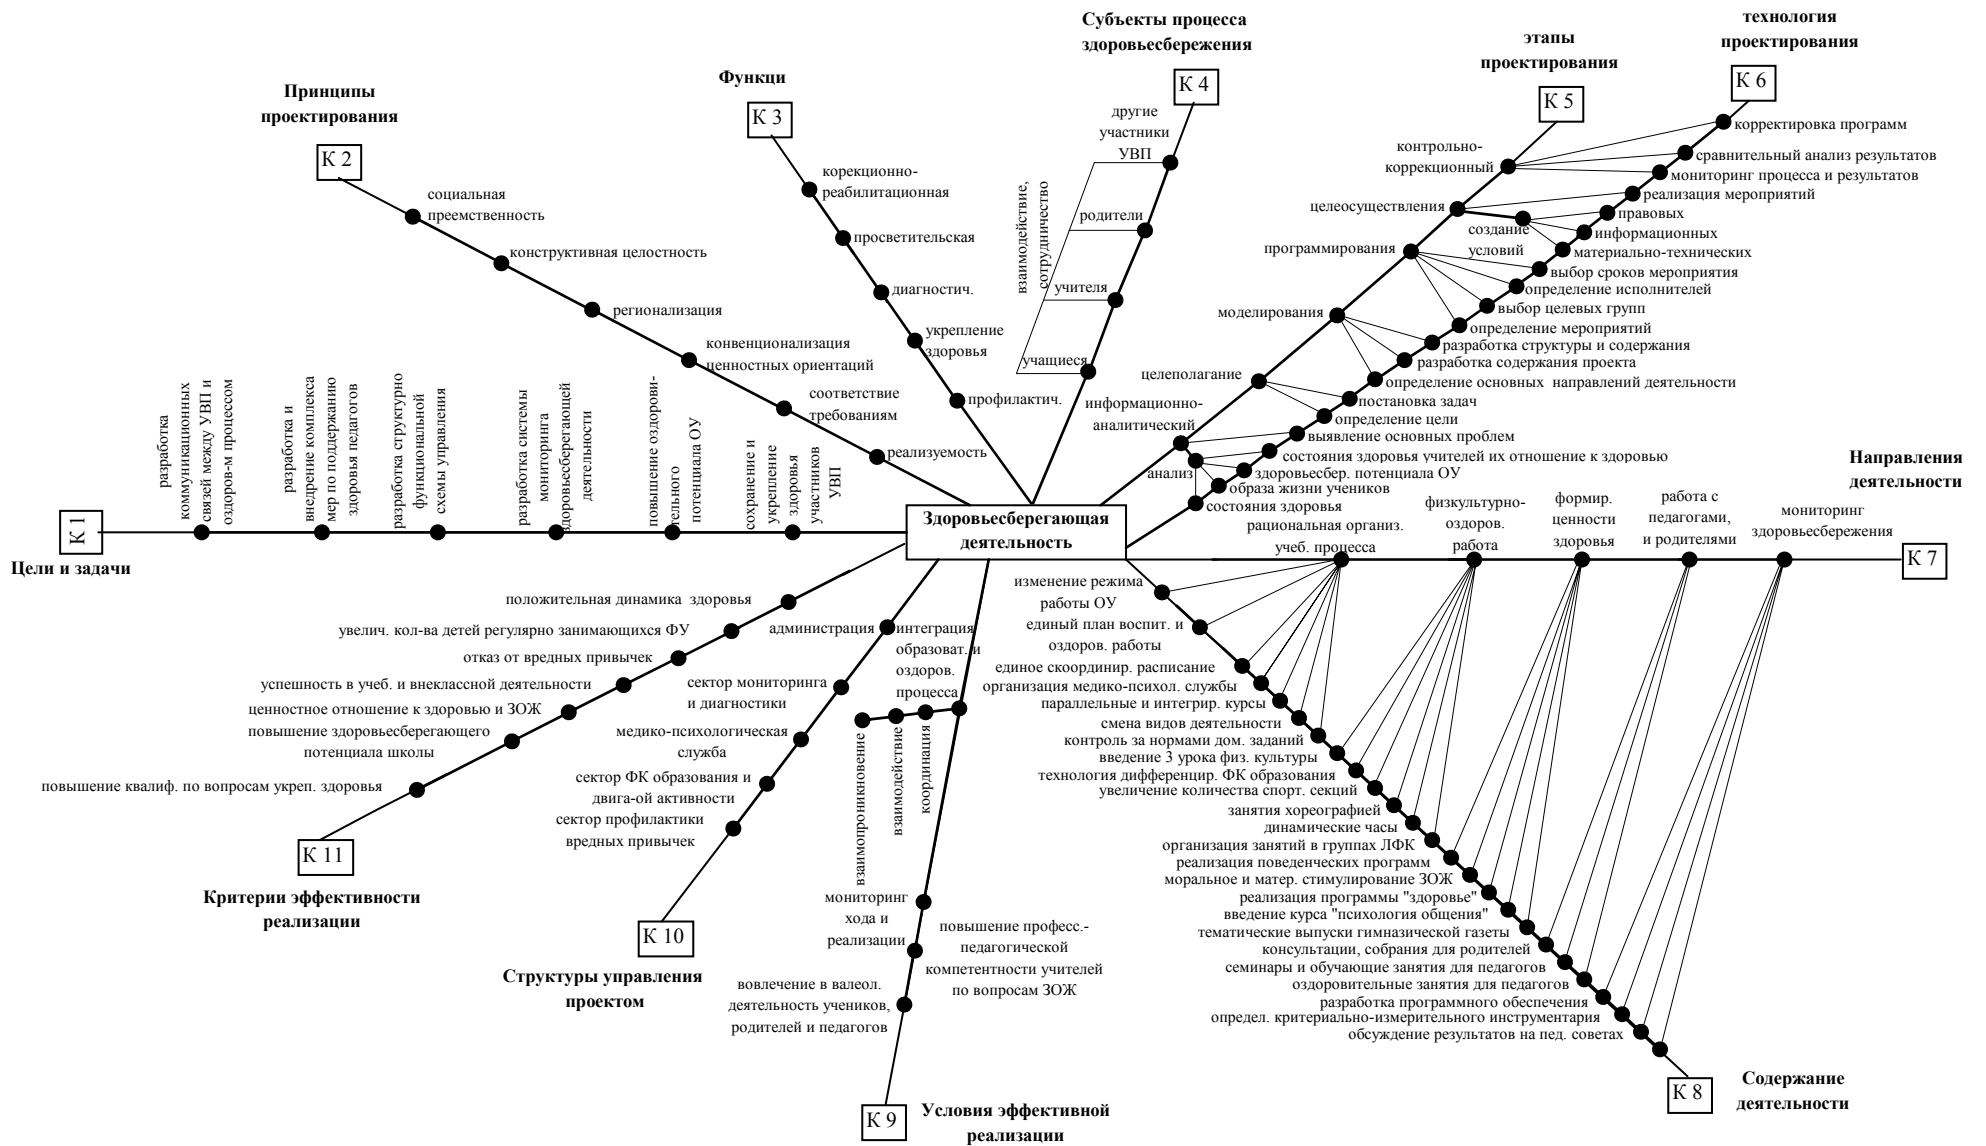 Субъекты процесса
здоровьесбережения
К 4
другие
участники
УВП
родители
учителя
учащиеся
взаимодействие,
сотрудничество
этапы
проектирования
К 5
контрольно-
коррекционный
целеосуществления
создание
условий
программирования
моделирования
целеполагание
информационно-
аналитический
анализ
технология
проектирования
К 6
корректировка программ
сравнительный анализ результатов
мониторинг процесса и результатов
реализация мероприятий
правовых
информационных
материально-технических
выбор сроков мероприятия
определение исполнителей
выбор целевых групп
определение мероприятий
разработка структуры и содержания
разработка содержания проекта
определение основных направлений деятельности
постановка задач
определение цели
выявление основных проблем
состояния здоровья учителей их отношение к здоровью
здоровьесбер. потенциала ОУ
образа жизни учеников
состояния здоровья
Функци
К 3
корекционно-
реабилитационная
просветительская
диагностич.
укрепление
здоровья
профилактич.
Принципы
проектирования
К 2
социальная
преемственность
конструктивная целостность
регионализация
конвенционализация
ценностных ориентаций
соответствие
требованиям
реализуемость
К 1
Цели и задачи
разработка
коммуникационных
связей между УВП и
оздоров-м процессом
разработка и
внедрение комплекса
мер по поддержанию
здоровья педагогов
разработка структурно
функциональной
схемы управления
разработка системы
мониторинга
здоровьесберегающей
деятельности
повышение оздорови-
тельного
потенциала ОУ
сохранение и
укрепление
здоровья
участников
УВП
Здоровьесберегающая
деятельность
Направления
деятельности
К 7
рациональная организ.
учеб. процесса
физкультурно-
оздоров.
работа
формир.
ценности
здоровья
работа с
педагогами,
и родителями
мониторинг
здоровьесбережения
изменение режима
работы ОУ
единый план воспит. и
оздоров. работы
единое скоординир. расписание
организация медико-психол. службы
параллельные и интегрир. курсы
смена видов деятельности
контроль за нормами дом. заданий
введение 3 урока физ. культуры
технология дифференцир. ФК образования
увеличение количества спорт. секций
занятия хореографией
динамические часы
организация занятий в группах ЛФК
реализация поведенческих программ
моральное и матер. стимулирование ЗОЖ
реализация программы "здоровье"
введение курса "психология общения"
тематические выпуски гимназической газеты
консультации, собрания для родителей
семинары и обучающие занятия для педагогов
оздоровительные занятия для педагогов
разработка программного обеспечения
определ. критериально-измерительного инструментария
обсуждение результатов на пед. советах
К 8
Содержание
деятельности
интеграция
образоват. и
оздоров.
процесса
взаимопроникновение
взаимодействие
координация
мониторинг
хода и
реализации
повышение професс.-
педагогической
компетентности учителей
по вопросам ЗОЖ
вовлечение в валеол.
деятельность учеников,
родителей и педагогов
К 9
Условия эффективной
реализации
администрация
сектор мониторинга
и диагностики
медико-психологическая
служба
сектор ФК образования и
двига-ой активности
сектор профилактики
вредных привычек
К 10
Структуры управления
проектом
положительная динамика здоровья
увелич. кол-ва детей регулярно занимающихся ФУ
отказ от вредных привычек
успешность в учеб. и внеклассной деятельности
ценностное отношение к здоровью и ЗОЖ
повышение здоровьесберегающего
потенциала школы
повышение квалиф. по вопросам укреп. здоровья
К 11
Критерии эффективности
реализации